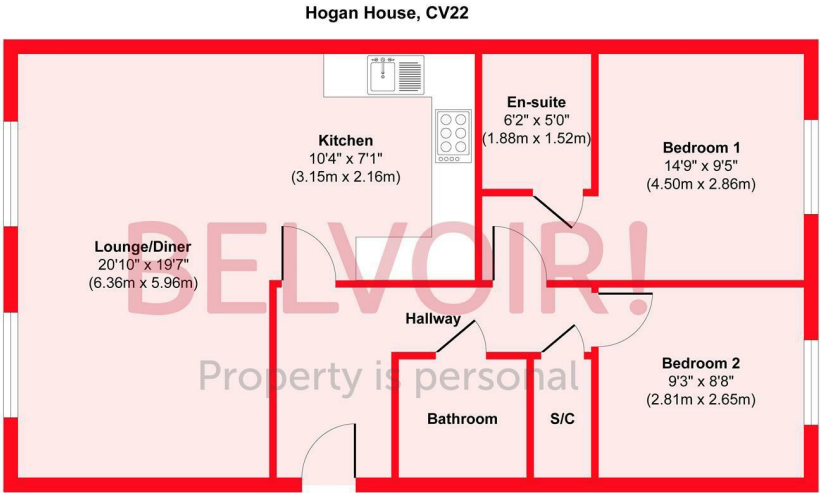 Hogan House, CV22
En-suite
6'2" x 5'0"
(1.88m x 1.52m)
Kitchen
10'4" x 7'1"
(3.15m x 2.16m)
Bedroom 1
14'9" x 9'5"
(4.50m x 2.86m)
Lounge/Diner
20'10" x 19'7"
(6.36m x 5.96m)
BELVOIR!
Hallway
Property is personal
Bedroom 2
9'3" x 8'8"
(2.81m x 2.65m)
Bathroom
S/C